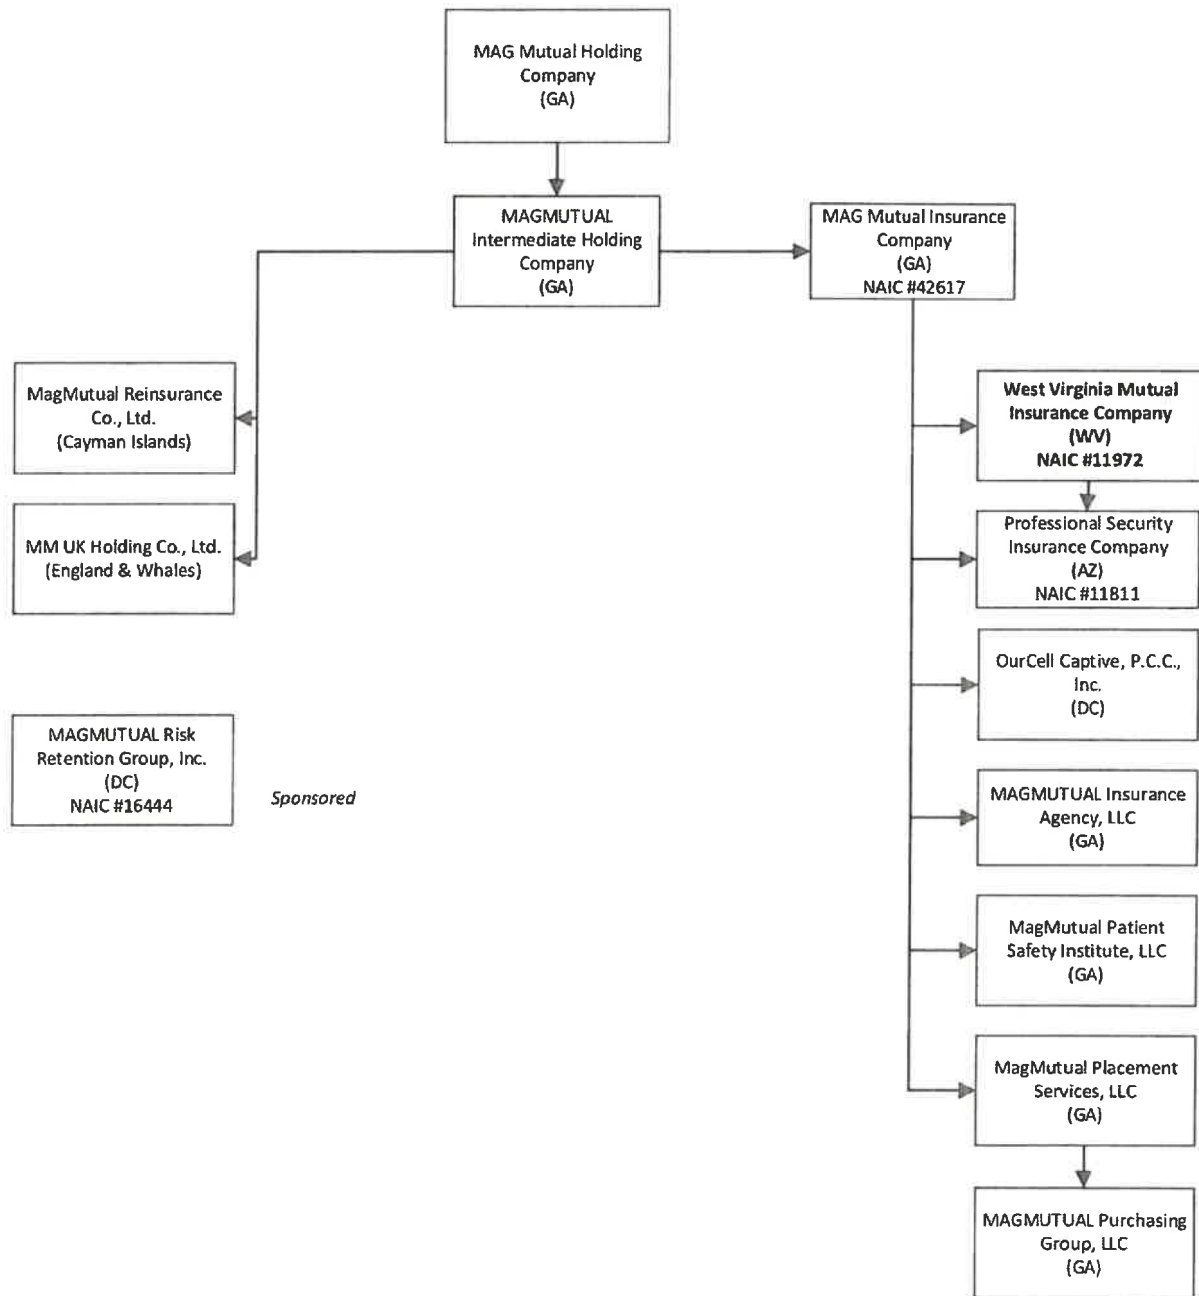 MAG Mutual Holding
Company
(GA)
MAGMUTUAL
Intermediate Holding
Company
(GA)
MAG Mutual Insurance
Company
(GA)
NAIC #42617
MagMutual Reinsurance
Co., Ltd.
(Cayman Islands)
MM UK Holding Co., Ltd.
(England & Whales)
MAGMUTUAL Risk
Retention Group, Inc.
(DC)
NAIC #16444
Sponsored
West Virginia Mutual
Insurance Company
(WV)
NAIC #11972
Professional Security
Insurance Company
(AZ)
NAIC #11811
OurCell Captive, P.C.C.,
Inc.
(DC)
MAGMUTUAL Insurance
Agency, LLC
(GA)
MagMutual Patient
Safety Institute, LLC
(GA)
MagMutual Placement
Services, LLC
(GA)
MAGMUTUAL Purchasing
Group, LLC
(GA)